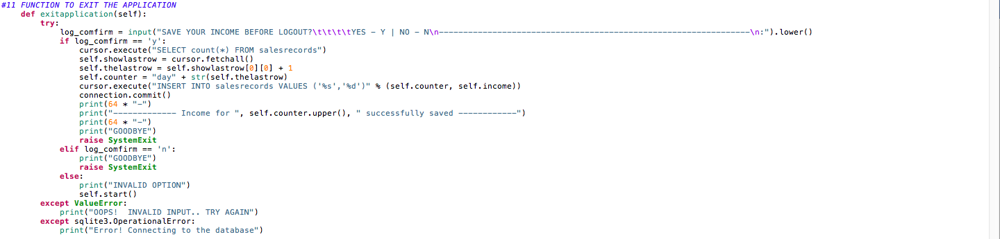 #11 FUNCTION TO EXIT THE APPLICATION
    def exitapplication(self):
        try:
            log_comfirm = input("SAVE YOUR INCOME BEFORE LOGOUT?\t\t\t\tYES - Y | NO - N\n----------------------------------------------------------------\n:").lower()
            if log_comfirm == 'y':
                cursor.execute("SELECT count(*) FROM salesrecords")
                self.showlastrow = cursor.fetchall()
                self.thelastrow = self.showlastrow[0][0] + 1
                self.counter = "day" + str(self.thelastrow)
                cursor.execute("INSERT INTO salesrecords VALUES ('%s','%d')" % (self.counter, self.income))
                connection.commit()
                print(64 * "-")
                print("------------- Income for ", self.counter.upper(), " successfully saved ------------")
                print(64 * "-")
                print("GOODBYE")
                raise SystemExit
            elif log_comfirm == 'n':
                print("GOODBYE")
                raise SystemExit
            else:
                print("INVALID OPTION")
                self.start()
        except ValueError:
            print("OOPS!  INVALID INPUT.. TRY AGAIN")
        except sqlite3.OperationalError:
            print("Error! Connecting to the database")